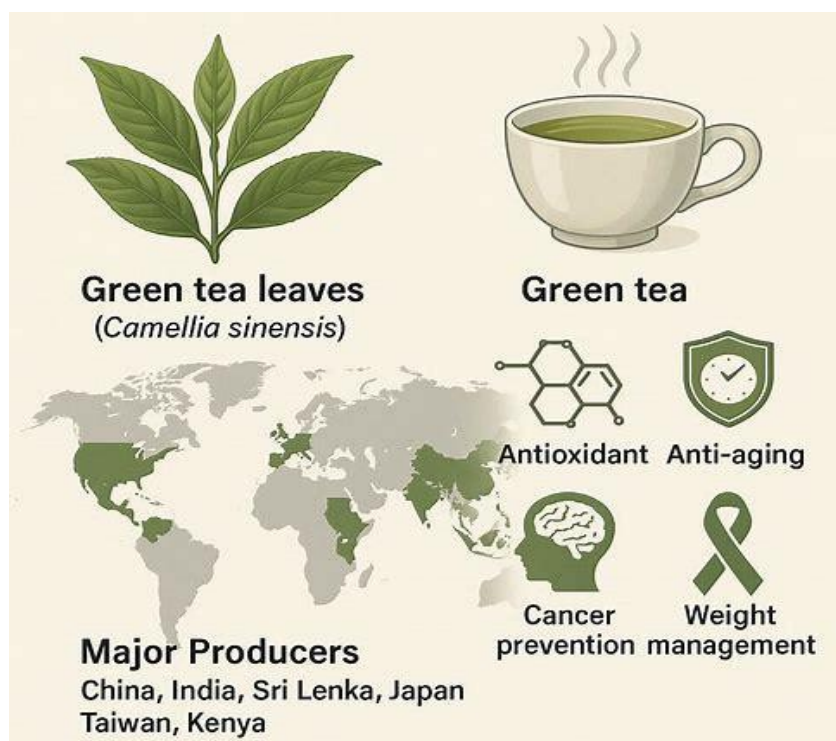 Green tea leaves
(Camellia sinensis)
Green tea
Antioxidant
Anti-aging
Cancer
prevention
Weight
management
Major Producers
China, India, Sri Lenka, Japan
Taiwan, Kenya